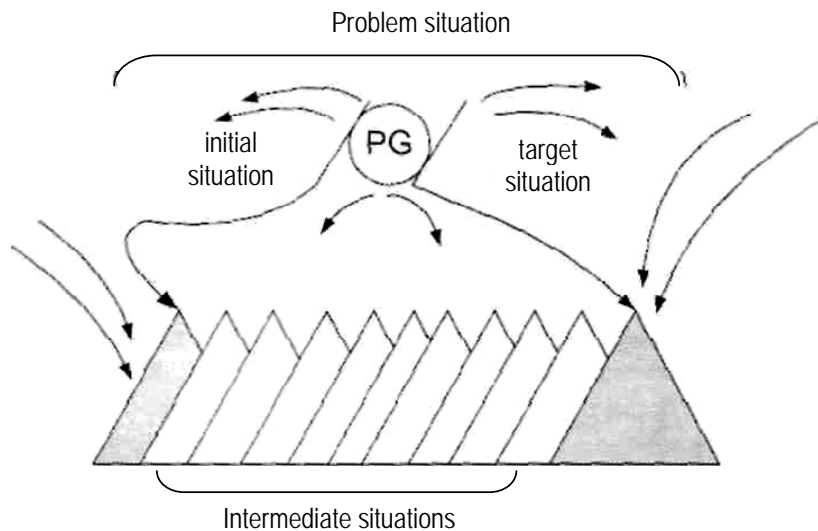 Problem situation
initial
situation
PG
target
situation
Intermediate situations